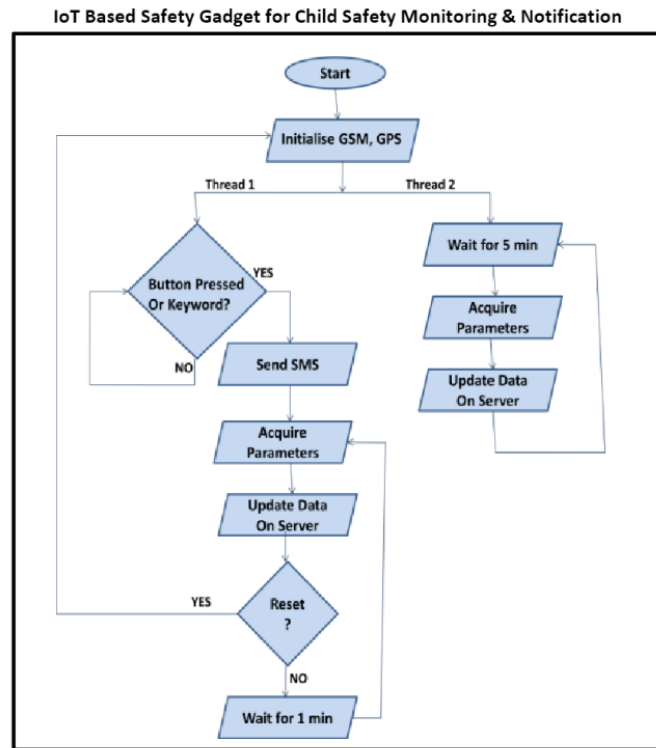 IoT Based Safety Gadget for Child Safety Monitoring & Notification
Start
Initialise GSM, GPS
Thread 1
Thread 2
Button Pressed
Or Keyword?
YES
NO
Send SMS
Acquire
Parameters
Update Data
On Server
Reset
?
YES
NO
Wait for 1 min
Wait for 5 min
Acquire
Parameters
Update Data
On Server